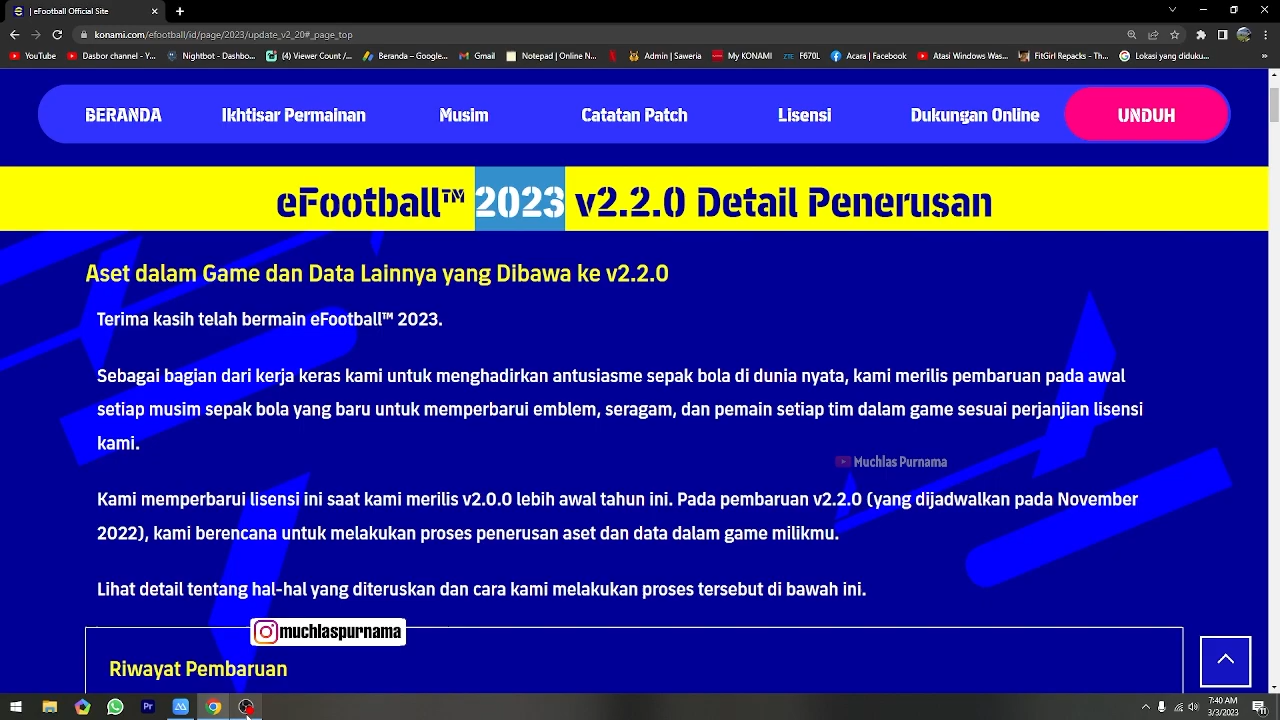 | eFootball Official Site
konami.com/efootball/id/page/2023/update_v2_20#_page_top
YouTube
Dasbor channel - Y...
Nightbot - Dashbo...
(4) Viewer Count /...
Beranda – Google...
Gmail
Notepad | Online N...
Admin | Saweria
My KONAMI
ZTE F670L
Acara | Facebook
Atasi Windows Was...
FitGirl Repacks - Th...
Lokasi yang diduku...
BERANDA
Ikhtisar Permainan
Musim
Catatan Patch
Lisensi
Dukungan Online
UNDUH
eFootball™ 2023 v2.2.0 Detail Penerusan
Aset dalam Game dan Data Lainnya yang Dibawa ke v2.2.0
Terima kasih telah bermain eFootball™ 2023.
Sebagai bagian dari kerja keras kami untuk menghadirkan antusiasme sepak bola di dunia nyata, kami merilis pembaruan pada awal
setiap musim sepak bola yang baru untuk memperbarui emblem, seragam, dan pemain setiap tim dalam game sesuai perjanjian lisensi
kami.
Muchlas Purnama
Kami memperbarui lisensi ini saat kami merilis v2.0.0 lebih awal tahun ini. Pada pembaruan v2.2.0 (yang dijadwalkan pada November
2022), kami berencana untuk melakukan proses penerusan aset dan data dalam game milikmu.
Lihat detail tentang hal-hal yang diteruskan dan cara kami melakukan proses tersebut di bawah ini.
muchlaspurnama
Riwayat Pembaruan
Pr
7:40 AM
3/3/2023